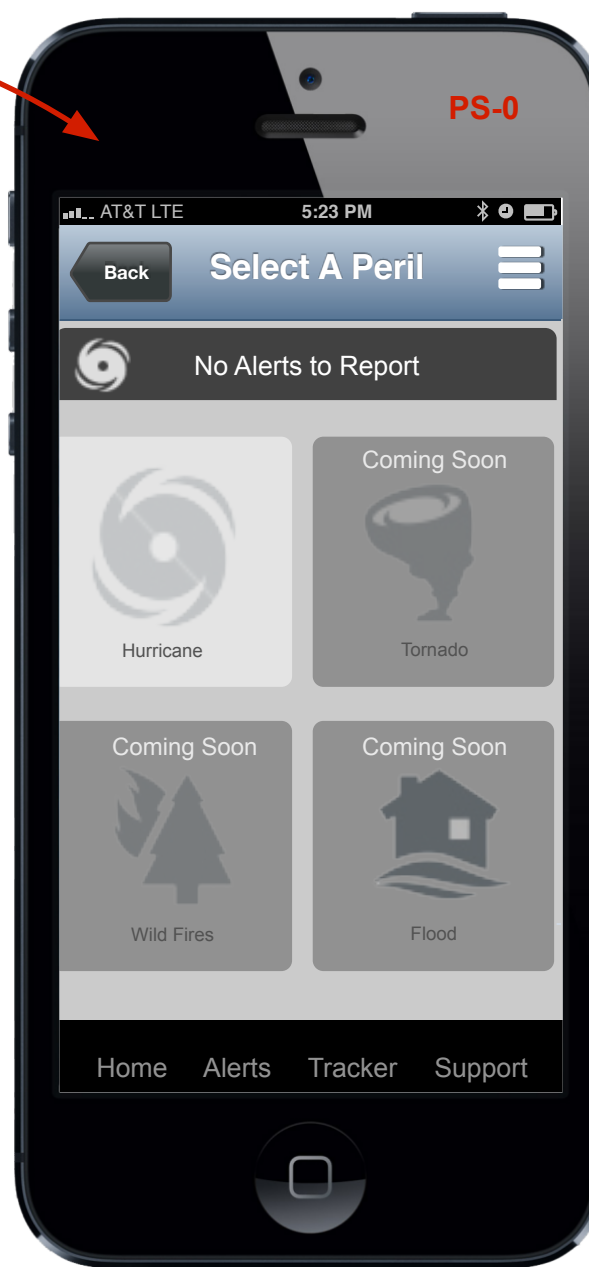 PS-0
AT&T LTE 5:23 PM
Back Select A Peril
No Alerts to Report
Coming Soon
Hurricane Tornado
Coming Soon Coming Soon
Wild Fires Flood
Home Alerts Tracker Support